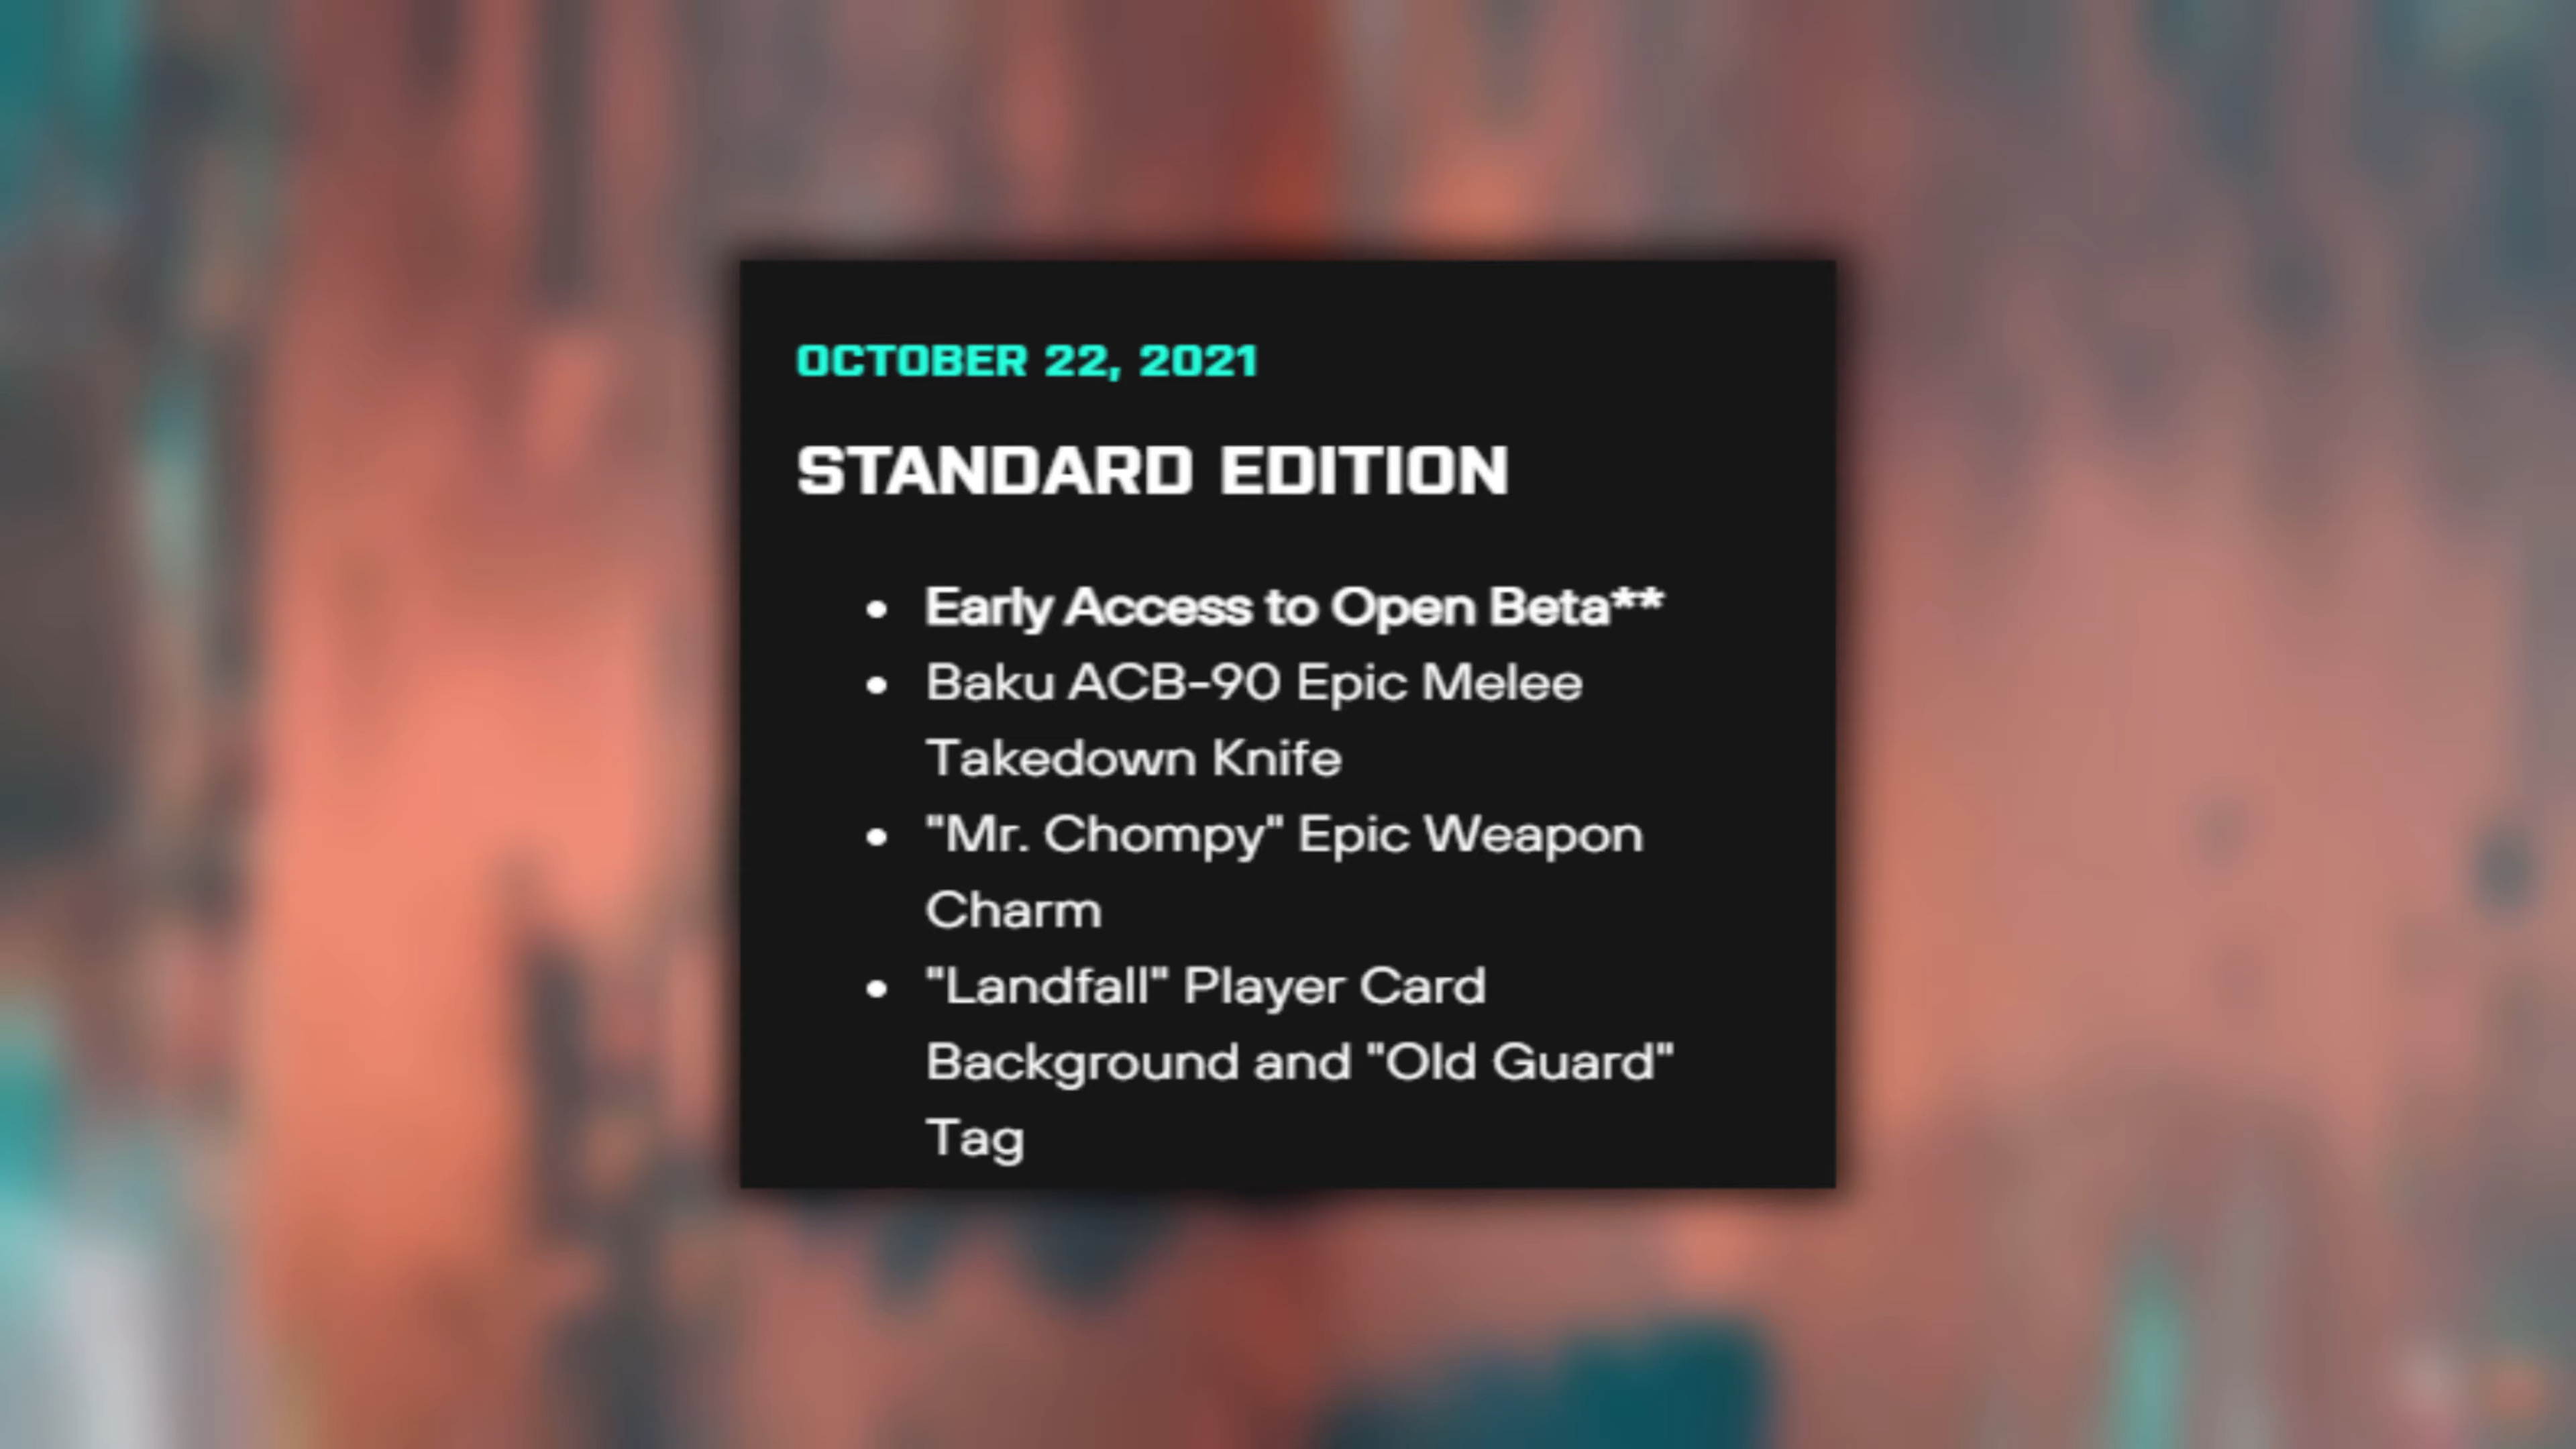 OCTOBER 22, 2021
STANDARD EDITION
• Early Access to Open Beta**
• Baku ACB-90 Epic Melee
Takedown Knife
• "Mr. Chompy" Epic Weapon
Charm
• "Landfall" Player Card
Background and "Old Guard"
Tag